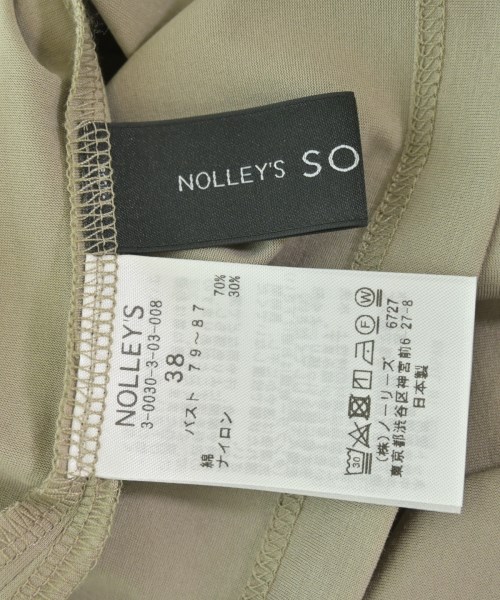 NOLLEY'S SO
NOLLEY'S
3-0030-3-03-008
38
バスト 79~87
綿 70%
ナイロン 30%
30
F W
(株)ノーリーズ 6727
東京都渋谷区神宮前6 27-8
日本製